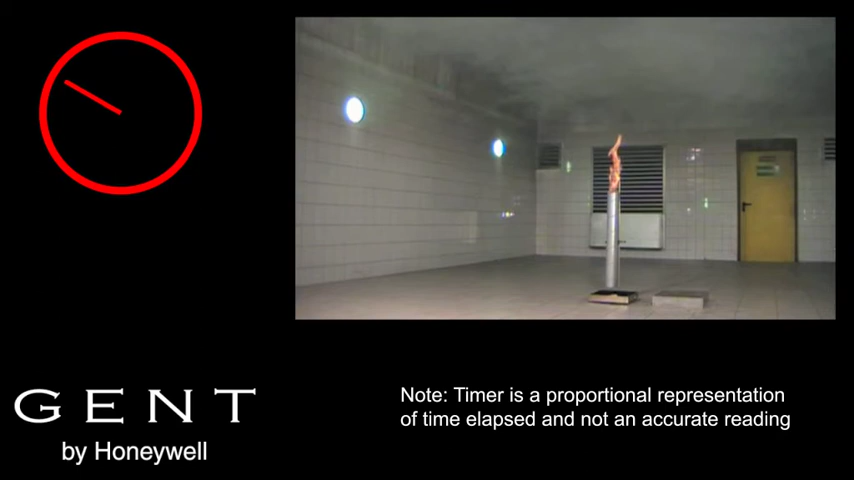 GENT
by Honeywell
Note: Timer is a proportional representation
of time elapsed and not an accurate reading